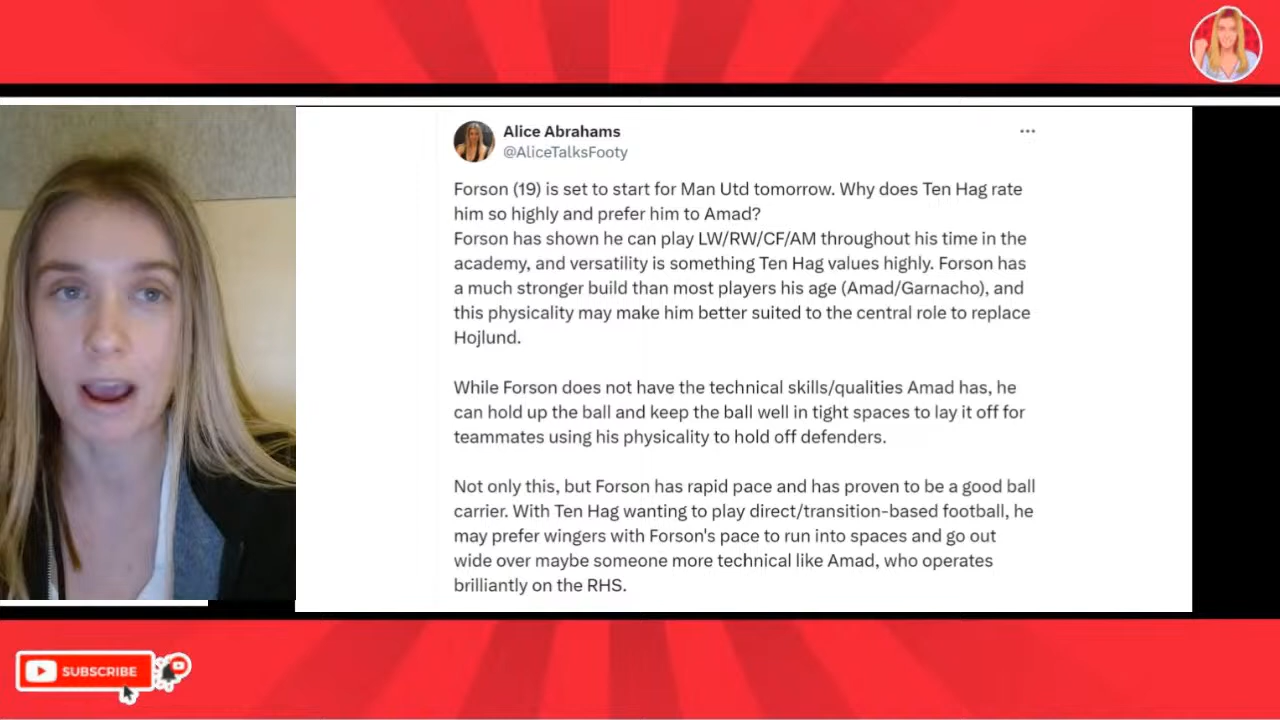 Alice Abrahams
@AliceTalksFooty
Forson (19) is set to start for Man Utd tomorrow. Why does Ten Hag rate
him so highly and prefer him to Amad?
Forson has shown he can play LW/RW/CF/AM throughout his time in the
academy, and versatility is something Ten Hag values highly. Forson has
a much stronger build than most players his age (Amad/Garnacho), and
this physicality may make him better suited to the central role to replace
Hojlund.
While Forson does not have the technical skills/qualities Amad has, he
can hold up the ball and keep the ball well in tight spaces to lay it off for
teammates using his physicality to hold off defenders.
Not only this, but Forson has rapid pace and has proven to be a good ball
carrier. With Ten Hag wanting to play direct/transition-based football, he
may prefer wingers with Forson's pace to run into spaces and go out
wide over maybe someone more technical like Amad, who operates
brilliantly on the RHS.
SUBSCRIBE